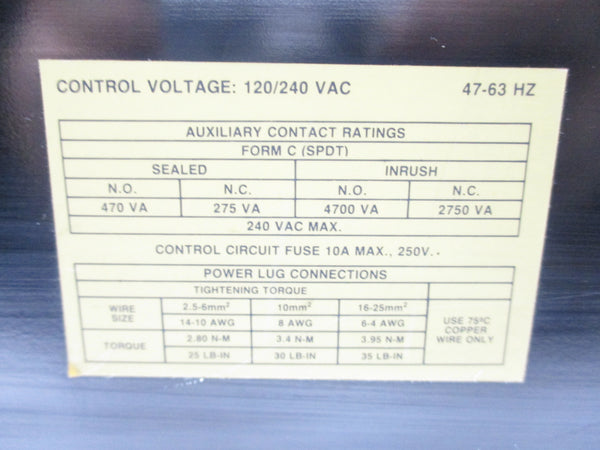 CONTROL VOLTAGE: 120/240 VAC 47-63 HZ
AUXILIARY CONTACT RATINGS
FORM C (SPDT)
SEALED INRUSH
N.O. N.C. N.O. N.C.
470 VA 275 VA 4700 VA 2750 VA
240 VAC MAX.
CONTROL CIRCUIT FUSE 10A MAX., 250V.
POWER LUG CONNECTIONS
TIGHTENING TORQUE
WIRE SIZE 2.5-6mm² 10mm² 16-25mm²
14-10 AWG 8 AWG 6-4 AWG
TORQUE 2.80 N-M 3.4 N-M 3.95 N-M
25 LB-IN 30 LB-IN 35 LB-IN
USE 75ºC
COPPER
WIRE ONLY